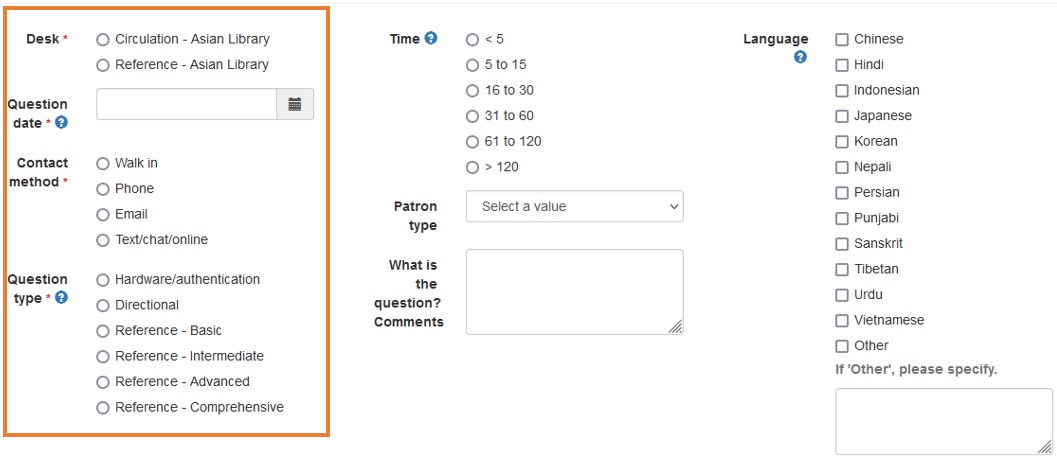 Desk *
Circulation - Asian Library
Reference - Asian Library
Question
date * ?
Contact
method *
Walk in
Phone
Email
Text/chat/online
Question
type * ?
Hardware/authentication
Directional
Reference - Basic
Reference - Intermediate
Reference - Advanced
Reference - Comprehensive
Time ?
< 5
5 to 15
16 to 30
31 to 60
61 to 120
> 120
Patron
type
Select a value
What is
the
question?
Comments
Language
?
Chinese
Hindi
Indonesian
Japanese
Korean
Nepali
Persian
Punjabi
Sanskrit
Tibetan
Urdu
Vietnamese
Other
If 'Other', please specify.